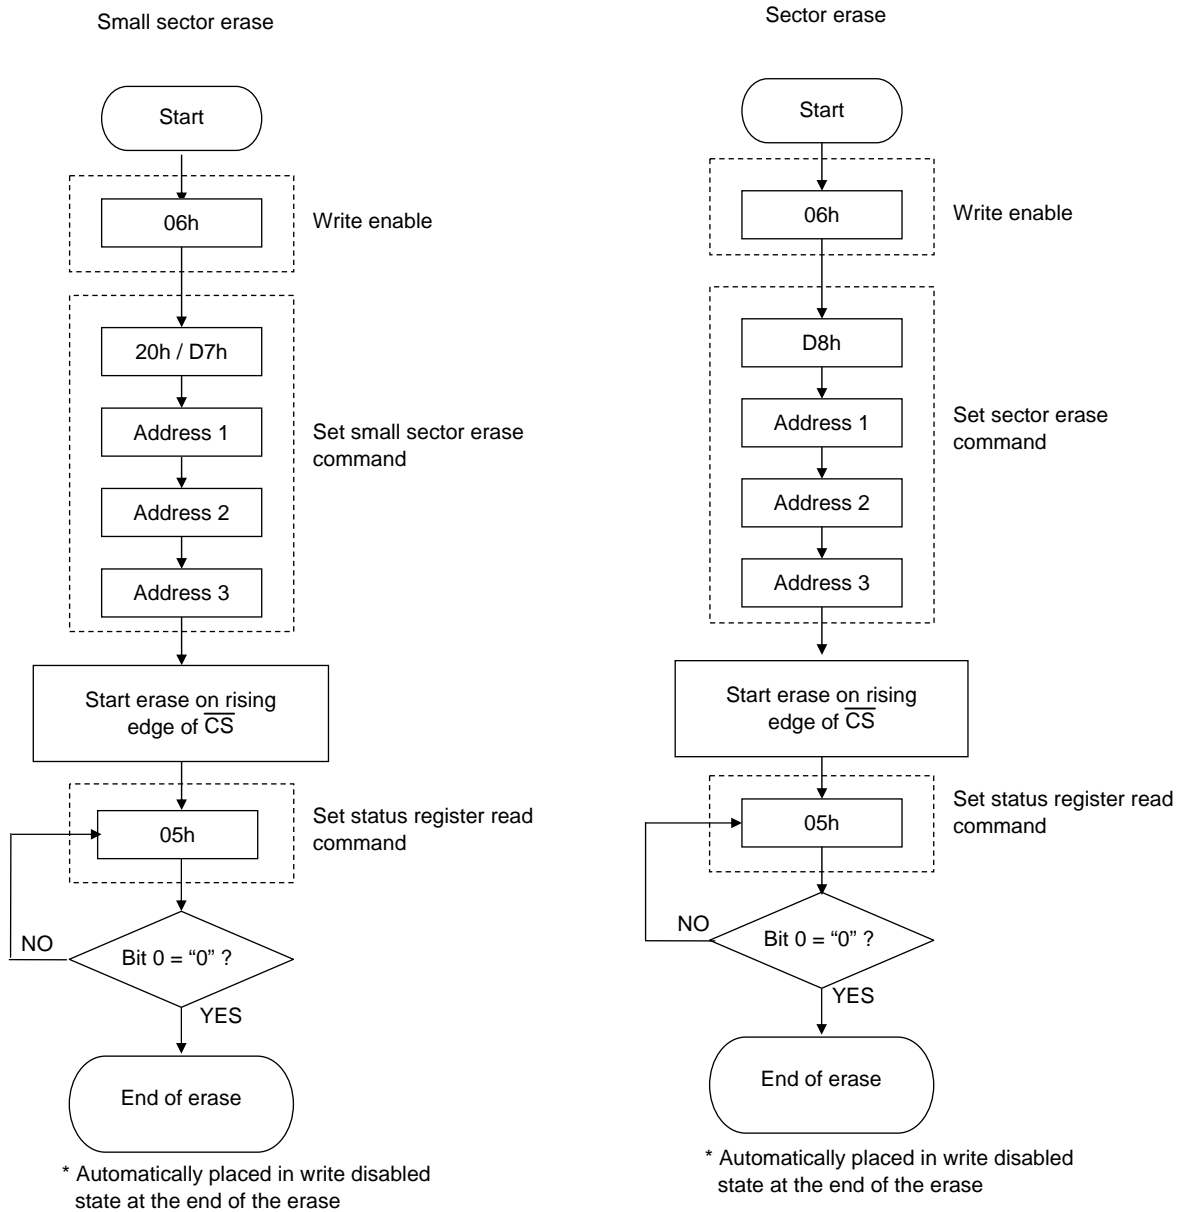 Small sector erase
Start
06h
Write enable
20h / D7h
Address 1
Set small sector erase
command
Address 2
Address 3
Start erase on rising
edge of C̅S̅
Set status register read
command
05h
NO
Bit 0 = “0” ?
YES
End of erase
* Automatically placed in write disabled
state at the end of the erase
Sector erase
Start
06h
Write enable
D8h
Address 1
Set sector erase
command
Address 2
Address 3
Start erase on rising
edge of C̅S̅
Set status register read
command
05h
NO
Bit 0 = “0” ?
YES
End of erase
* Automatically placed in write disabled
state at the end of the erase